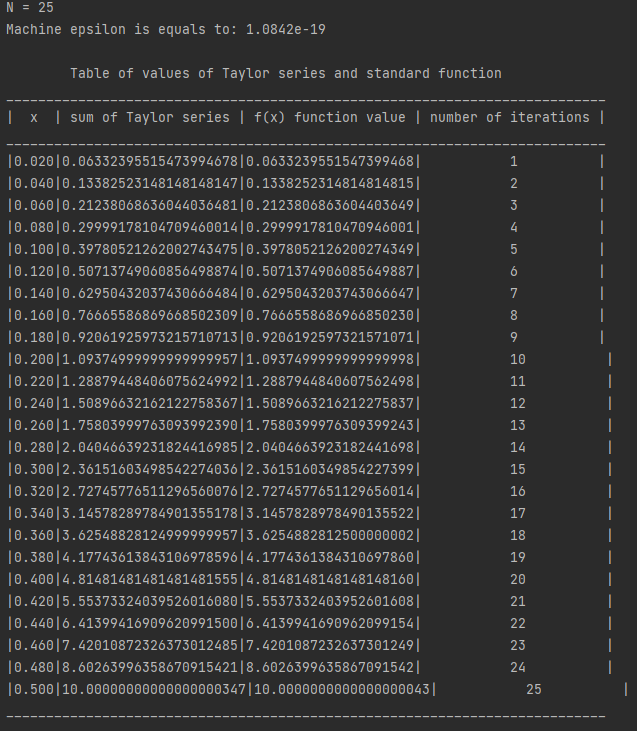 N = 25
Machine epsilon is equals to: 1.0842e-19
Table of values of Taylor series and standard function
------------------------------------------------------------------------
|  x  | sum of Taylor series | f(x) function value | number of iterations |
------------------------------------------------------------------------
|0.020|0.06332395515473994678|0.0633239551547399468|           1          |
|0.040|0.13382523148148148147|0.1338252314814814815|           2          |
|0.060|0.21238068636044036481|0.2123806863604403649|           3          |
|0.080|0.29999178104709460014|0.2999917810470946001|           4          |
|0.100|0.39780521262002743475|0.3978052126200274349|           5          |
|0.120|0.50713749060856498874|0.5071374906085649887|           6          |
|0.140|0.62950432037430666484|0.6295043203743066647|           7          |
|0.160|0.76665586869668502309|0.7666558686966850230|           8          |
|0.180|0.92061925973215710713|0.9206192597321571071|           9          |
|0.200|1.09374999999999999957|1.0937499999999999998|           10          |
|0.220|1.28879448406075624992|1.2887944840607562498|           11          |
|0.240|1.50896632162122758367|1.5089663216212275837|           12          |
|0.260|1.75803999763093992390|1.7580399976309399243|           13          |
|0.280|2.04046639231824416985|2.0404663923182441698|           14          |
|0.300|2.36151603498542274036|2.3615160349854227399|           15          |
|0.320|2.72745776511296560076|2.7274577651129656014|           16          |
|0.340|3.14578289784901355178|3.1457828978490135522|           17          |
|0.360|3.62548828124999999957|3.6254882812500000002|           18          |
|0.380|4.17743613843106978596|4.1774361384310697860|           19          |
|0.400|4.81481481481481481555|4.8148148148148148160|           20          |
|0.420|5.55373324039526016080|5.5537332403952601608|           21          |
|0.440|6.41399416909620991500|6.4139941690962099154|           22          |
|0.460|7.42010872326373012485|7.4201087232637301249|           23          |
|0.480|8.60263996358670915421|8.6026399635867091542|           24          |
|0.500|10.00000000000000000347|10.0000000000000000043|           25          |
------------------------------------------------------------------------